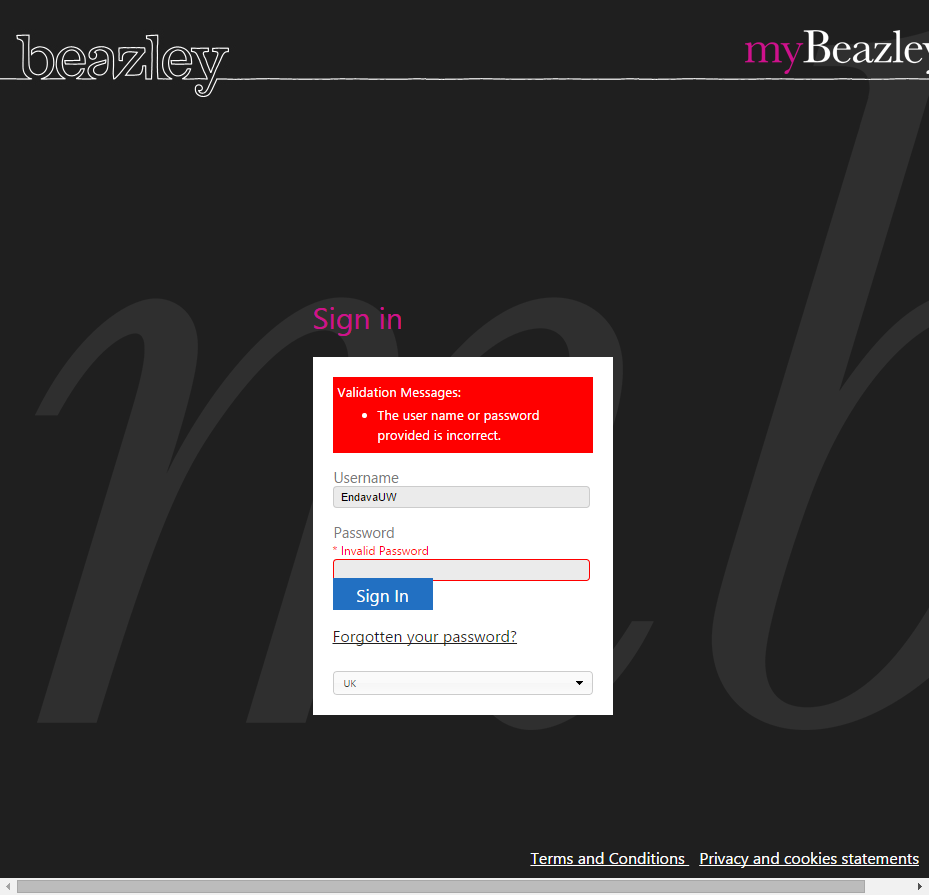 beazley
myBeazley
Sign in
Validation Messages:
• The user name or password
provided is incorrect.
Username
EndavaUW
Password
* Invalid Password
Sign In
Forgotten your password?
UK
Terms and Conditions Privacy and cookies statements